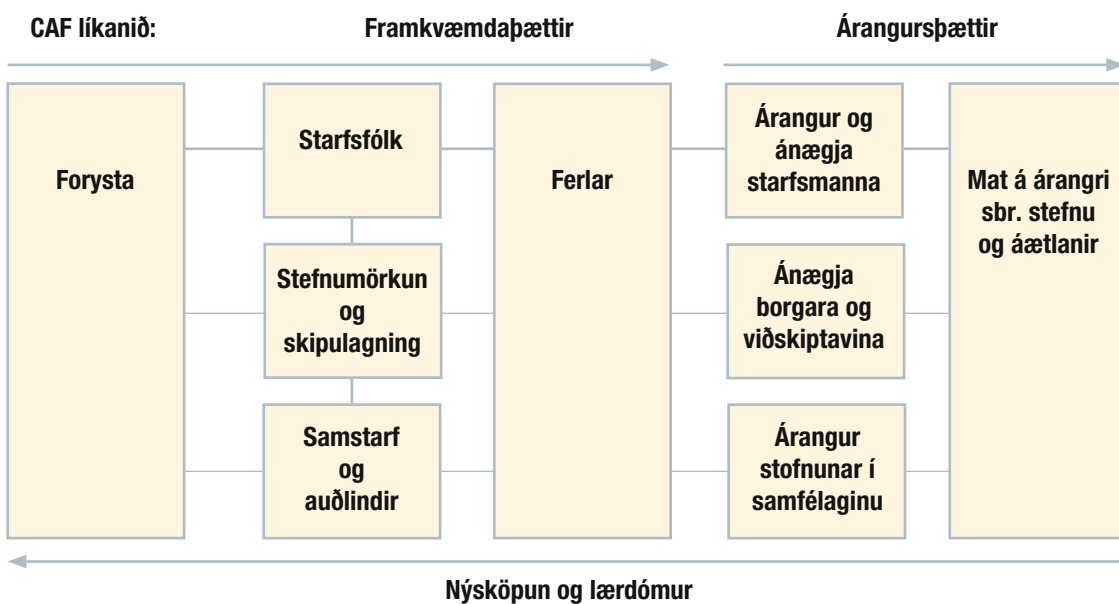 CAF líkanið:
Framkvæmdaþættir
Árangursþættir
Forysta
Starfsfólk
Stefnumörkun
og
skipulagning
Samstarf
og
auðlindir
Ferlar
Árangur og
ánægja
starfsmanna
Ánægja
borgara og
viðskiptavina
Árangur
stofnunar í
samfélaginu
Mat á árangri
sbr. stefnu
og áætlanir
Nýsköpun og lærdómur